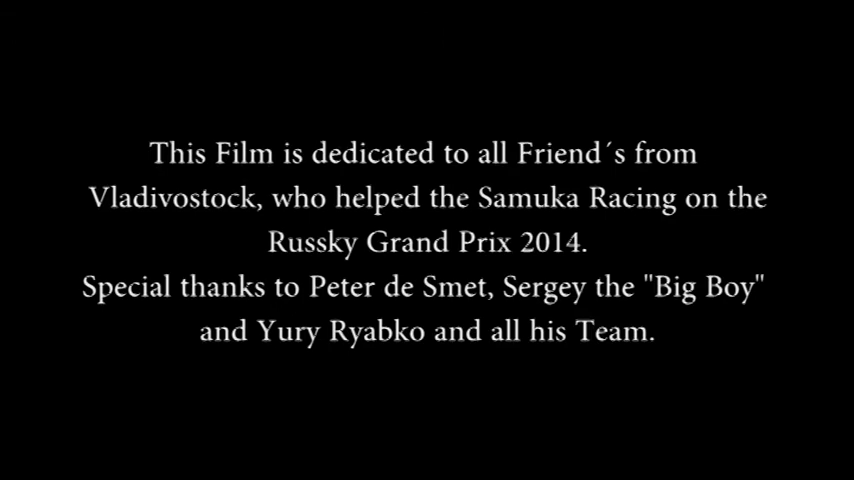 This Film is dedicated to all Friend´s from
Vladivostock, who helped the Samuka Racing on the
Russky Grand Prix 2014.
Special thanks to Peter de Smet, Sergey the "Big Boy"
and Yury Ryabko and all his Team.